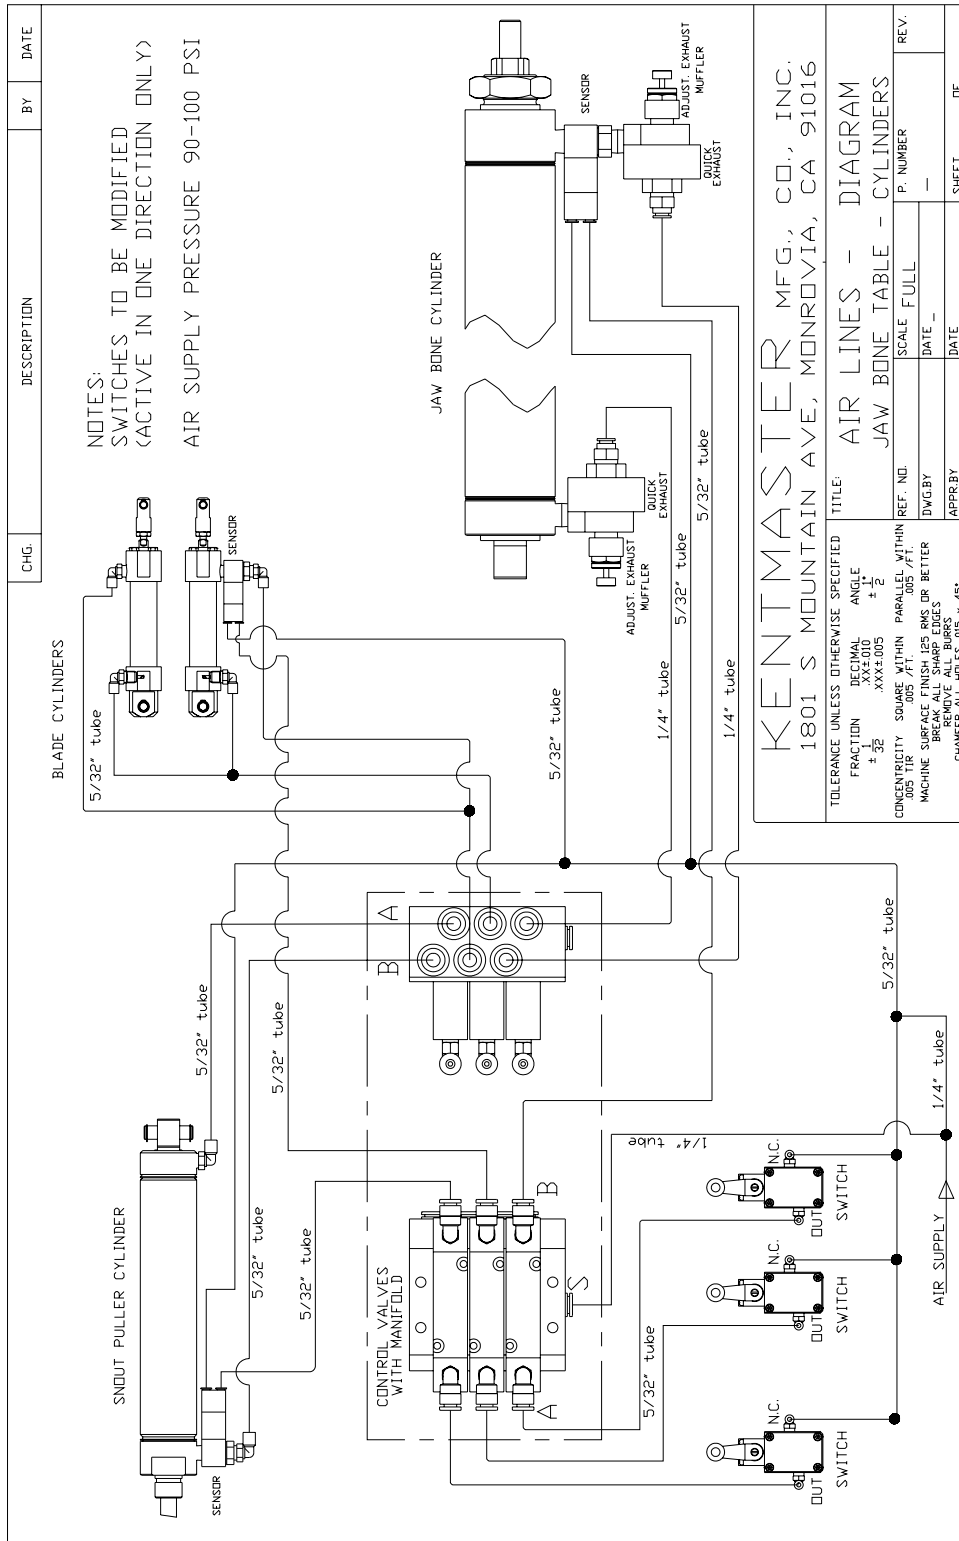 CHG.
DESCRIPTION
BY
DATE
NOTES:
SWITCHES TO BE MODIFIED
(ACTIVE IN ONE DIRECTION ONLY)
AIR SUPPLY PRESSURE 90-100 PSI
BLADE CYLINDERS
5/32" tube
SENSOR
JAW BONE CYLINDER
SENSOR
ADJUST. EXHAUST
MUFFLER
QUICK
EXHAUST
QUICK
EXHAUST
ADJUST. EXHAUST
MUFFLER
5/32" tube
5/32" tube
5/32" tube
1/4" tube
1/4" tube
SNOUT PULLER CYLINDER
SENSOR
5/32" tube
5/32" tube
5/32" tube
5/32" tube
A
B
CONTROL VALVES
WITH MANIFOLD
A
B
S
1/4" tube
5/32" tube
5/32" tube
1/4" tube
AIR SUPPLY
N.C.
OUT
SWITCH
N.C.
OUT
SWITCH
N.C.
OUT
SWITCH
KENTMASTER MFG., CO., INC.
1801 S MOUNTAIN AVE, MONROVIA, CA 91016
TOLERANCE UNLESS OTHERWISE SPECIFIED
FRACTION DECIMAL ANGLE
± 1/32 .XX±.010 ± 1°/2
.XXX±.005
CONCENTRICITY SQUARE WITHIN PARALLEL WITHIN
.005 TIR .005 /FT. .005 /FT.
MACHINE SURFACE FINISH 125 RMS OR BETTER
BREAK ALL SHARP EDGES
REMOVE ALL BURRS
CHAMFER ALL HOLES .015 x 45°
TITLE:
AIR LINES - DIAGRAM
JAW BONE TABLE - CYLINDERS
REF. NO.
SCALE FULL
P. NUMBER
REV.
DWG.BY
DATE _
_
APPR.BY
DATE
SHEET OF